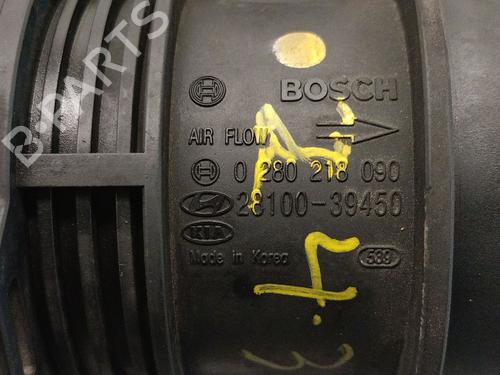 BOSCH
AIR FLOW
0 280 218 090
28100-39450
KIA
Made in Korea 589
B-PARTS